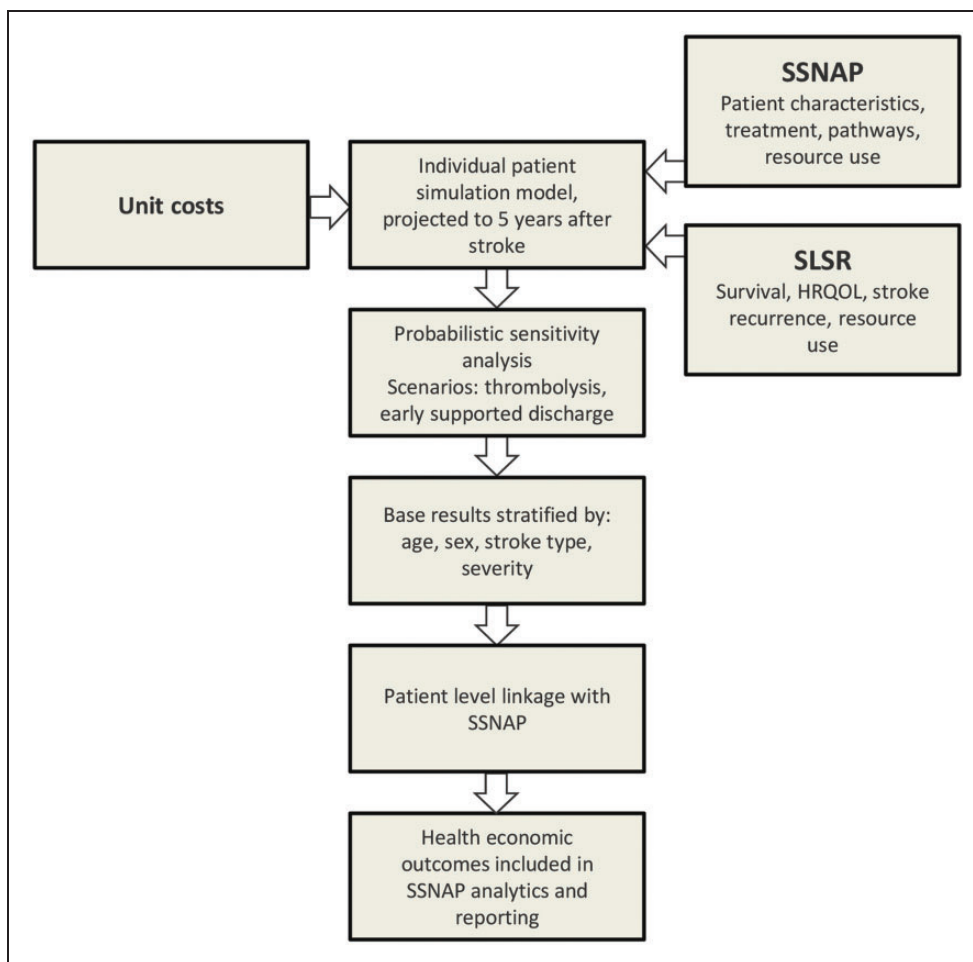 SSNAP
Patient characteristics,
treatment, pathways,
resource use
Unit costs
Individual patient
simulation model,
projected to 5 years after
stroke
SLSR
Survival, HRQOL, stroke
recurrence, resource
use
Probabilistic sensitivity
analysis
Scenarios: thrombolysis,
early supported discharge
Base results stratified by:
age, sex, stroke type,
severity
Patient level linkage with
SSNAP
Health economic
outcomes included in
SSNAP analytics and
reporting